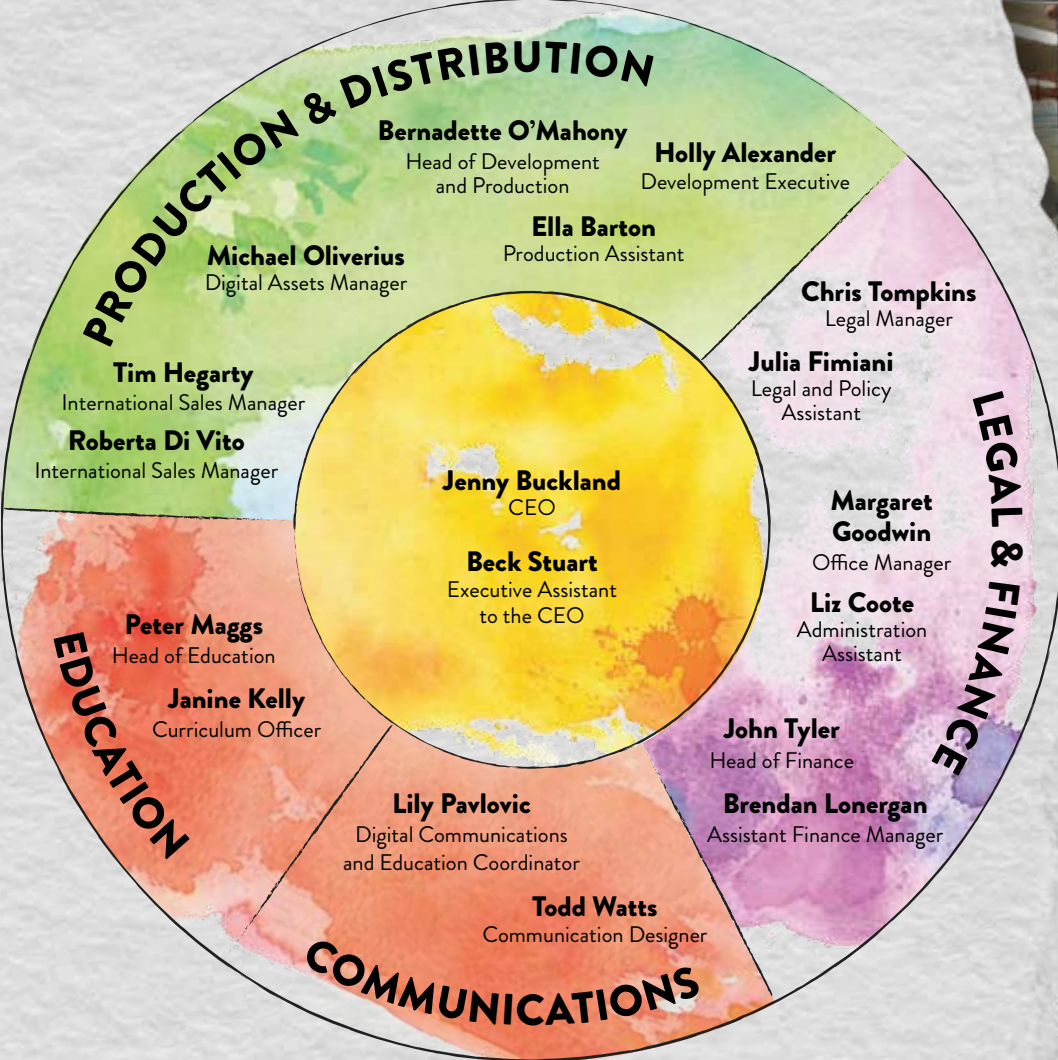 PRODUCTION & DISTRIBUTION
Bernadette O’Mahony
Head of Development
and Production
Holly Alexander
Development Executive
Ella Barton
Production Assistant
Michael Oliverius
Digital Assets Manager
Tim Hegarty
International Sales Manager
Roberta Di Vito
International Sales Manager
LEGAL & FINANCE
Chris Tompkins
Legal Manager
Julia Fimiani
Legal and Policy
Assistant
Margaret
Goodwin
Office Manager
Liz Coote
Administration
Assistant
John Tyler
Head of Finance
Brendan Lonergan
Assistant Finance Manager
Jenny Buckland
CEO
Beck Stuart
Executive Assistant
to the CEO
EDUCATION
Peter Maggs
Head of Education
Janine Kelly
Curriculum Officer
Lily Pavlovic
Digital Communications
and Education Coordinator
Todd Watts
Communication Designer
COMMUNICATIONS